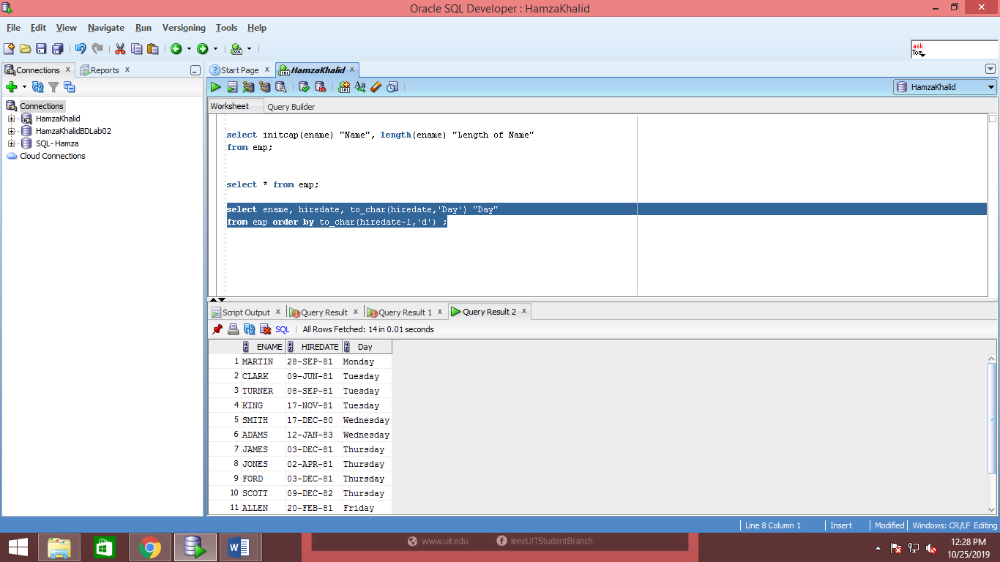 Oracle SQL Developer : HamzaKhalid
File Edit View Navigate Run Versioning Tools Help
ask
Tom
Connections x Reports x
Start Page x HamzaKhalid x
SQL
HamzaKhalid
Connections
HamzaKhalid
HamzaKhalidBDLab02
SQL- Hamza
Cloud Connections
Worksheet Query Builder
select initcap(ename) "Name", length(ename) "Length of Name"
from emp;
select * from emp;
select ename, hiredate, to_char(hiredate,'Day') "Day"
from emp order by to_char(hiredate-1,'d') ;
Script Output x Query Result x Query Result 1 x Query Result 2 x
SQL | All Rows Fetched: 14 in 0.01 seconds
ENAME HIREDATE Day
1 MARTIN 28-SEP-81 Monday
2 CLARK 09-JUN-81 Tuesday
3 TURNER 08-SEP-81 Tuesday
4 KING 17-NOV-81 Tuesday
5 SMITH 17-DEC-80 Wednesday
6 ADAMS 12-JAN-83 Wednesday
7 JAMES 03-DEC-81 Thursday
8 JONES 02-APR-81 Thursday
9 FORD 03-DEC-81 Thursday
10 SCOTT 09-DEC-82 Thursday
11 ALLEN 20-FEB-81 Friday
Line 8 Column 1 | Insert | Modified | Windows: CR/LF Editing
www.uit.edu IeeeUITStudentBranch
12:28 PM
10/25/2019